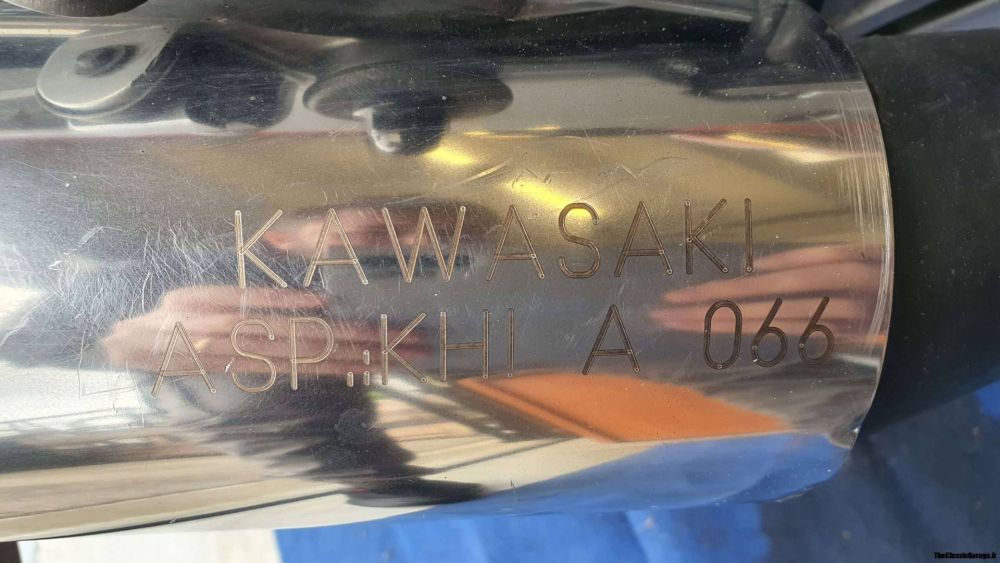 KAWASAKI
ASP.:KHI A 066
TheClassicGarage.it